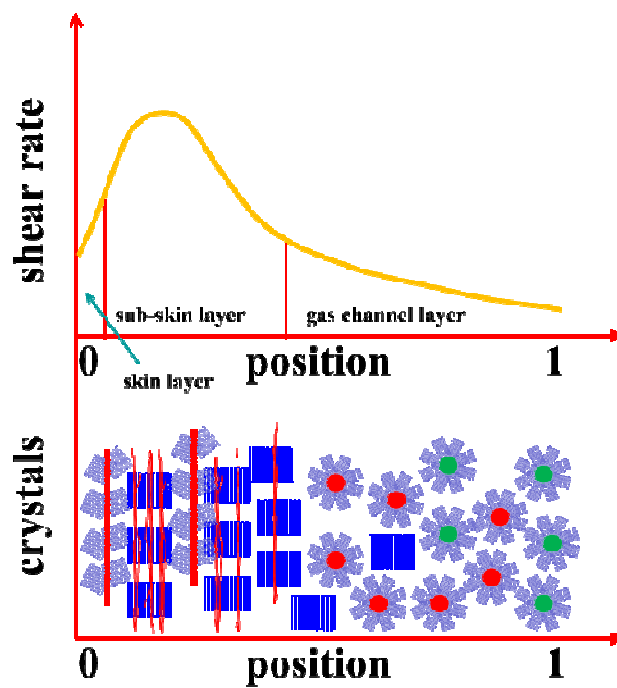 shear rate
sub-skin layer
gas channel layer
0
position
1
skin layer
crystals
0
position
1